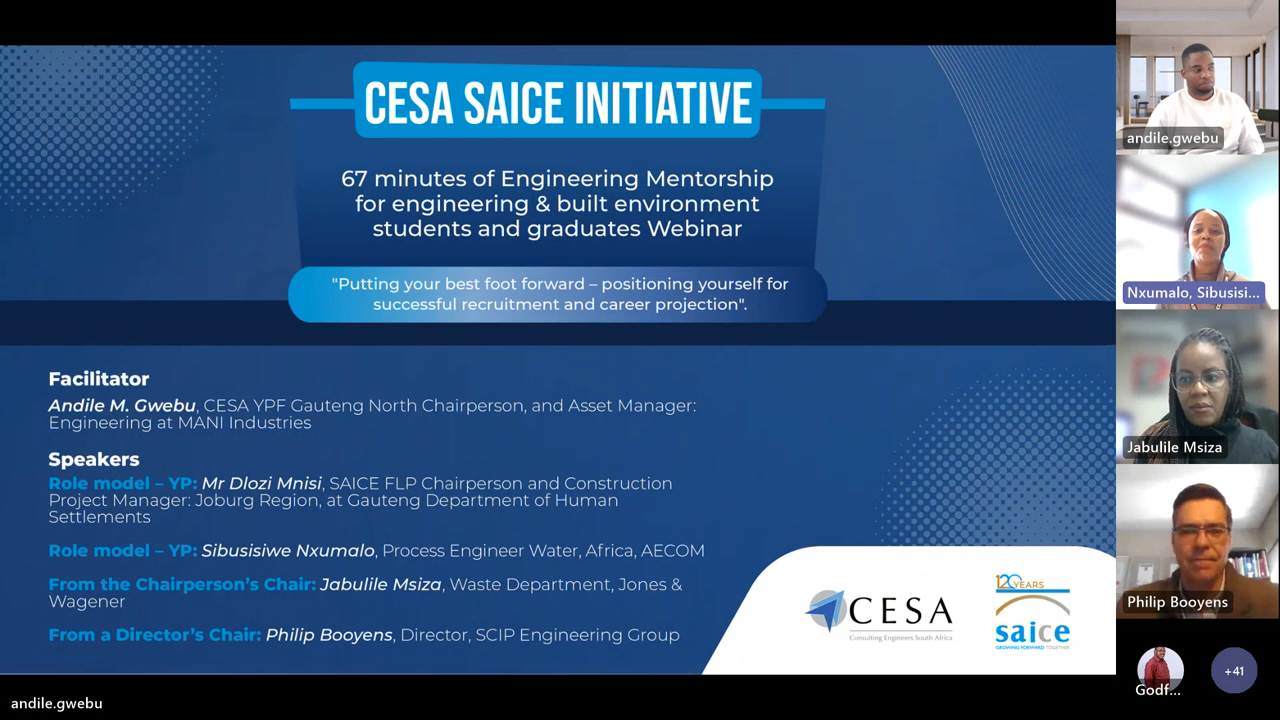 CESA SAICE INITIATIVE
67 minutes of Engineering Mentorship
for engineering & built environment
students and graduates Webinar
"Putting your best foot forward – positioning yourself for
successful recruitment and career projection".
Facilitator
Andile M. Gwebu, CESA YPF Gauteng North Chairperson, and Asset Manager:
Engineering at MANI Industries
Speakers
Role model – YP: Mr Dlozi Mnisi, SAICE FLP Chairperson and Construction
Project Manager: Joburg Region, at Gauteng Department of Human
Settlements
Role model – YP: Sibusisiwe Nxumalo, Process Engineer Water, Africa, AECOM
From the Chairperson's Chair: Jabulile Msiza, Waste Department, Jones &
Wagener
From a Director's Chair: Philip Booyens, Director, SCIP Engineering Group
CESA
Consulting Engineers South Africa
120 YEARS
saice
GROWING FORWARD TOGETHER
andile.gwebu
andile.gwebu
Nxumalo, Sibusisi...
Jabulile Msiza
Philip Booyens
Godf...
+41